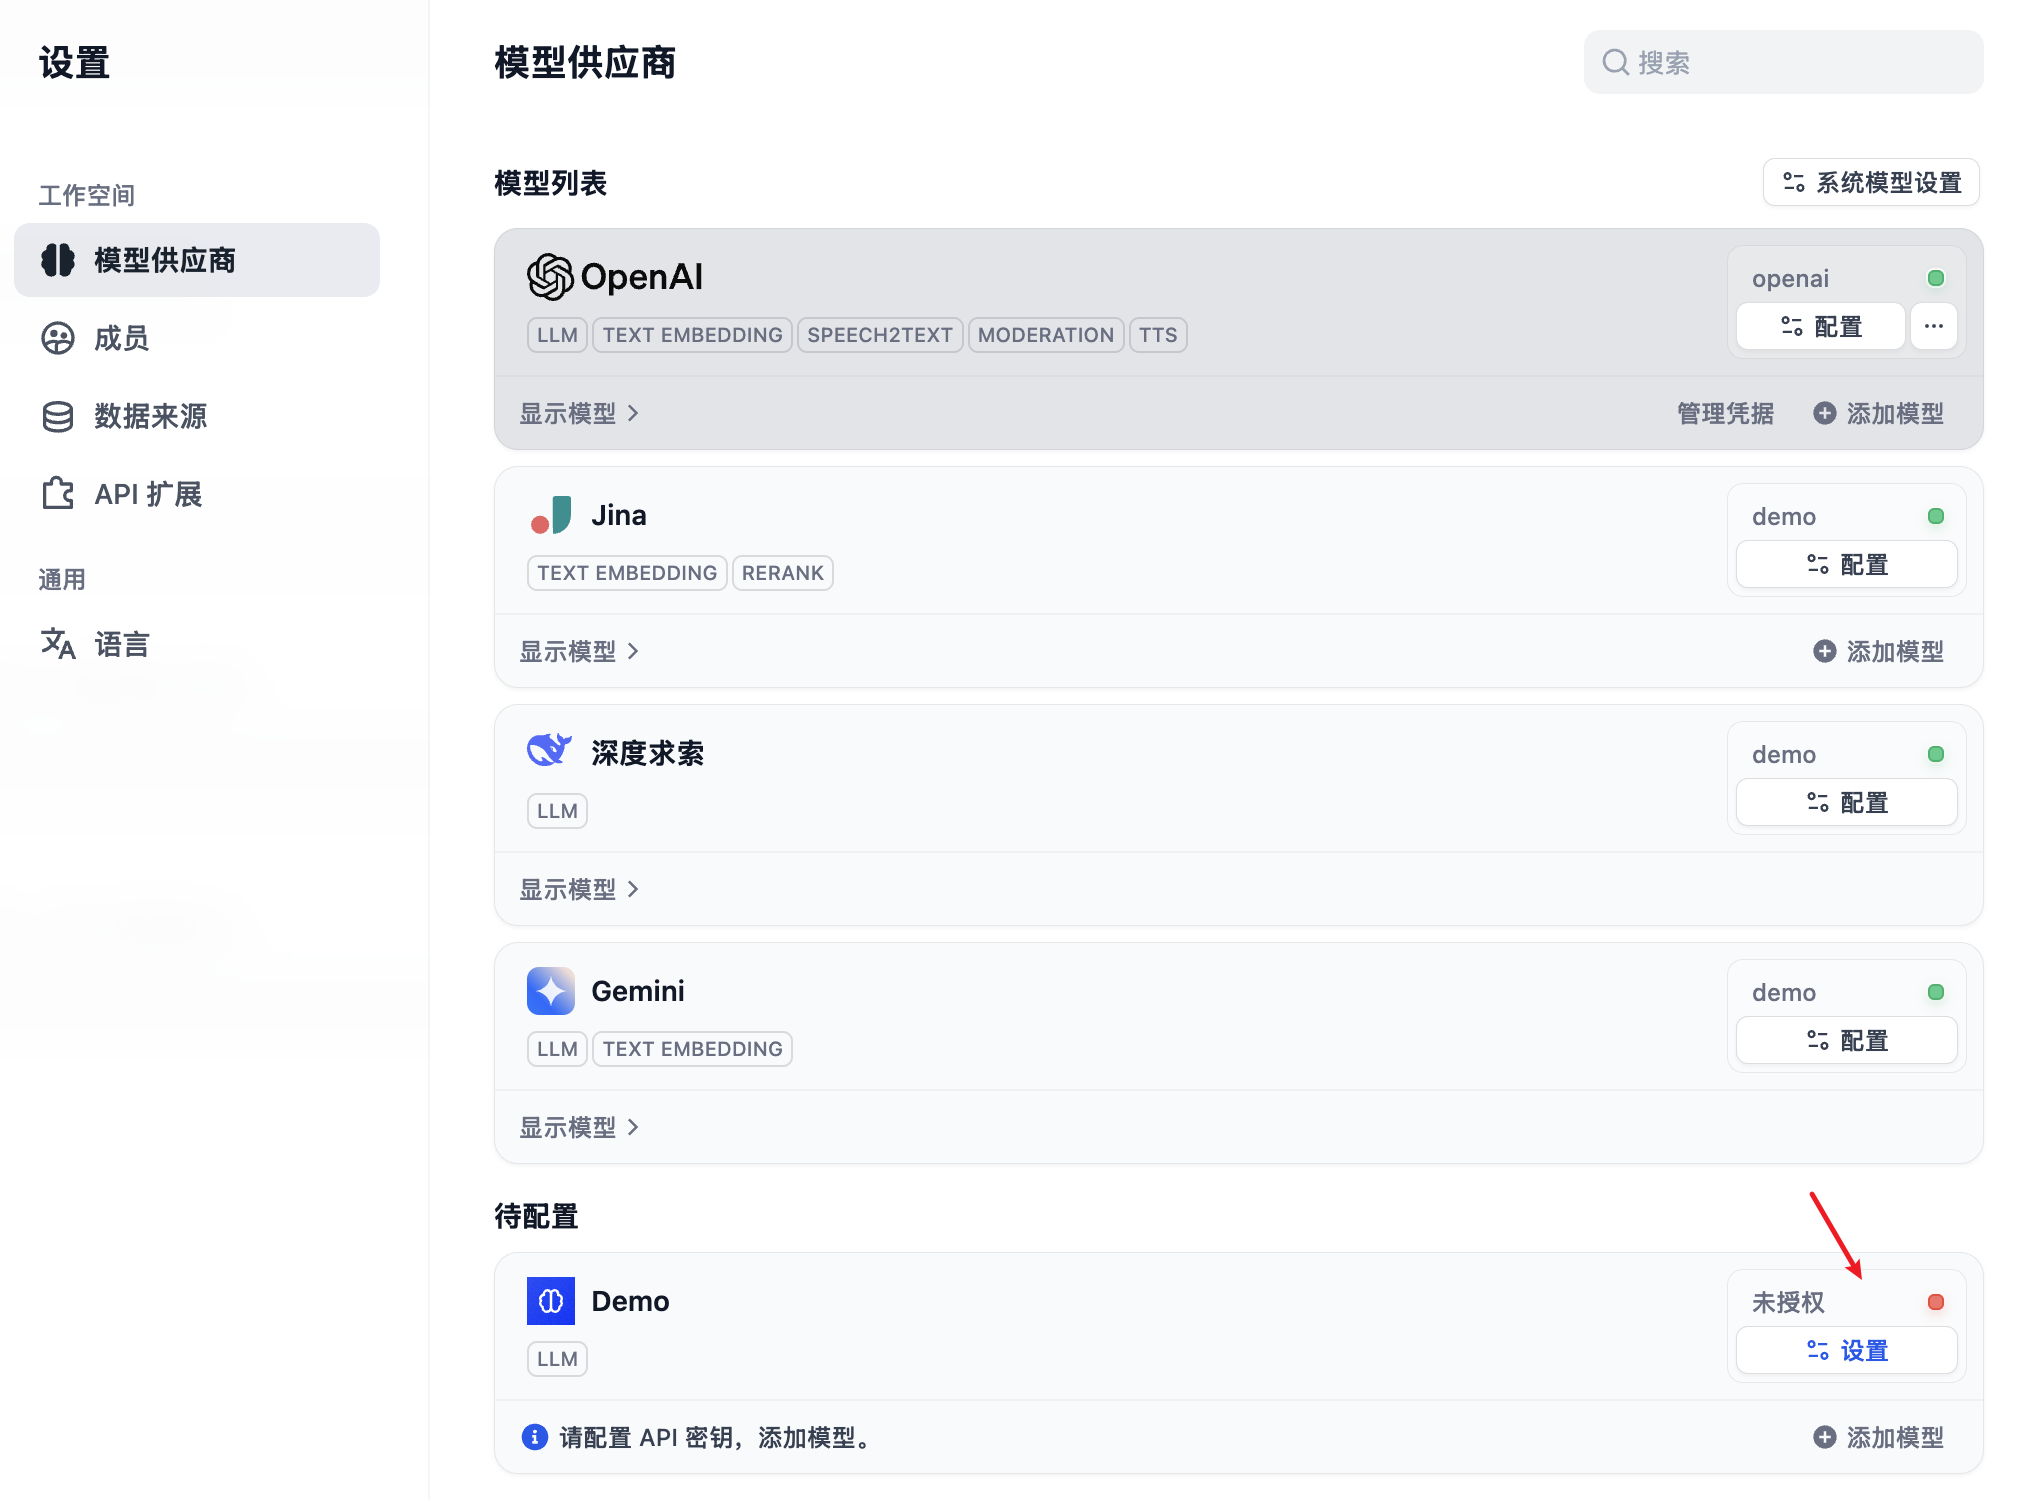 设置
工作空间
模型供应商
成员
数据来源
API 扩展
通用
语言
模型供应商
搜索
模型列表
系统模型设置
OpenAI
LLM TEXT EMBEDDING SPEECH2TEXT MODERATION TTS
openai
配置
显示模型
管理凭据
添加模型
Jina
TEXT EMBEDDING RERANK
demo
配置
显示模型
添加模型
深度求索
LLM
demo
配置
显示模型
Gemini
LLM TEXT EMBEDDING
demo
配置
显示模型
待配置
Demo
LLM
未授权
设置
请配置 API 密钥，添加模型。
添加模型